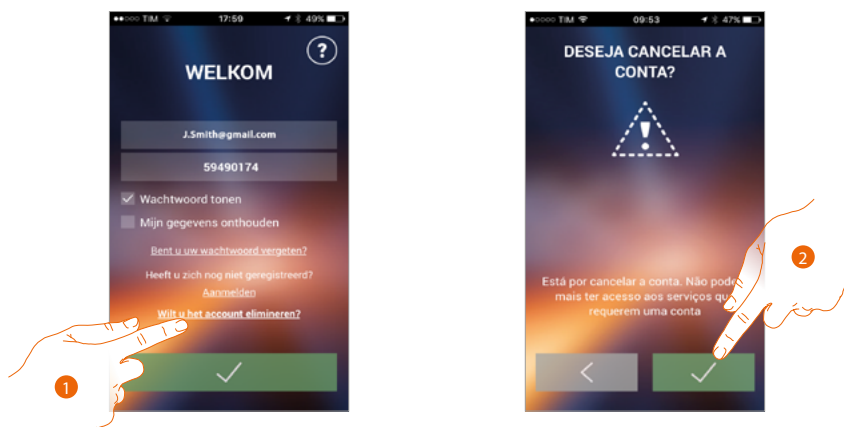 TIM 17:59 49%
?
WELKOM
J.Smith@gmail.com
59490174
Wachtwoord tonen
Mijn gegevens onthouden
Bent u uw wachtwoord vergeten?
Heeft u zich nog niet geregistreerd?
Aanmelden
Wilt u het account elimineren?
1
TIM 09:53 47%
DESEJA CANCELAR A
CONTA?
!
Está por cancelar a conta. Não pode
mais ter acesso aos serviços qu
requerem uma conta
2